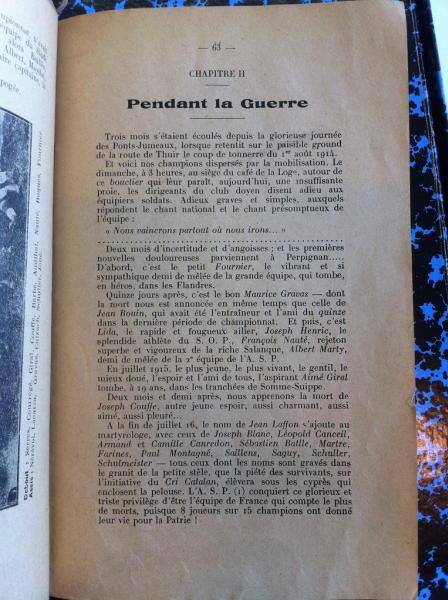 — 63 —
CHAPITRE II
Pendant la Guerre
Trois mois s'étaient écoulés depuis la glorieuse journée
des Ponts-Jumeaux, lorsque retentit sur le paisible ground
de la route de Thuir le coup de tonnerre du 1er août 1914.
Et voici nos champions dispersés par la mobilisation. Le
dimanche, à 3 heures, au siège du café de la Loge, autour de
ce bouclier qui leur paraît, aujourd'hui, une insuffisante
proie, les dirigeants du club doyen disent adieu aux
équipiers soldats. Adieux graves et simples, auxquels
répondent le chant national et le chant présomptueux de
l'équipe :
« Nous vaincrons partout où nous irons... »
Deux mois d'incertitude et d'angoisses ; et les premières
nouvelles douloureuses parviennent à Perpignan.....
D'abord, c'est le petit Fournier, le vibrant et si
sympathique demi de mêlée de la grande équipe, qui tombe,
en héros, dans les Flandres.
Quinze jours après, c'est le bon Maurice Gravas — dont
la mort nous est annoncée en même temps que celle de
Jean Bouin, qui avait été l'entraîneur et l'ami du quinze
dans la dernière période de championnat. Et puis, c'est
Lida, le rapide et fougueux ailier, Joseph Henric, le
splendide athlète du S. O. P., François Nauté, rejeton
superbe et vigoureux de la riche Salanque, Albert Marty,
demi de mêlée de la 2e équipe de l'A. S. P.
En juillet 1915, le plus jeune, le plus vivant, le gentil, le
mieux doué, l'espoir et l'ami de tous, l'aspirant Aimé Giral
tombe, à 19 ans, dans les tranchées de Somme-Suippe.
Deux mois et demi après, nous apprenons la mort de
Joseph Couffe, autre jeune espoir, aussi charmant, aussi
aimé, aussi pleuré...
A la fin de juillet 16, le nom de Jean Laffon s'ajoute au
martyrologe, avec ceux de Joseph Blanc, Léopold Canceil,
Armand et Camille Canredon, Sébastien Ballle, Martre,
Farines, Paul Montagné, Saillens, Saguy, Schuller,
Schulmeister — tous ceux dont les noms sont gravés dans
le granit de la petite stèle, que la piété des survivants, sur
l'initiative du Cri Catalan, élèvera sous les cyprès qui
enclosent la pelouse. L'A. S. P. (1) conquiert ce glorieux et
triste privilège d'être l'équipe de France qui compte le plus
de morts, puisque 8 joueurs sur 15 champions ont donné
leur vie pour la Patrie !